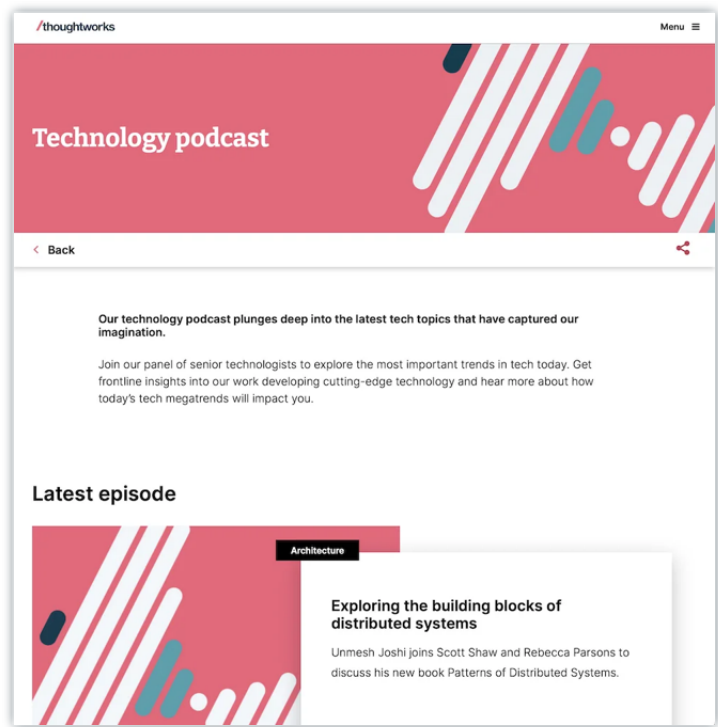 /thoughtworks
Menu
Technology podcast
Back
Our technology podcast plunges deep into the latest tech topics that have captured our
imagination.
Join our panel of senior technologists to explore the most important trends in tech today. Get
frontline insights into our work developing cutting-edge technology and hear more about how
today's tech megatrends will impact you.
Latest episode
Architecture
Exploring the building blocks of
distributed systems
Unmesh Joshi joins Scott Shaw and Rebecca Parsons to
discuss his new book Patterns of Distributed Systems.